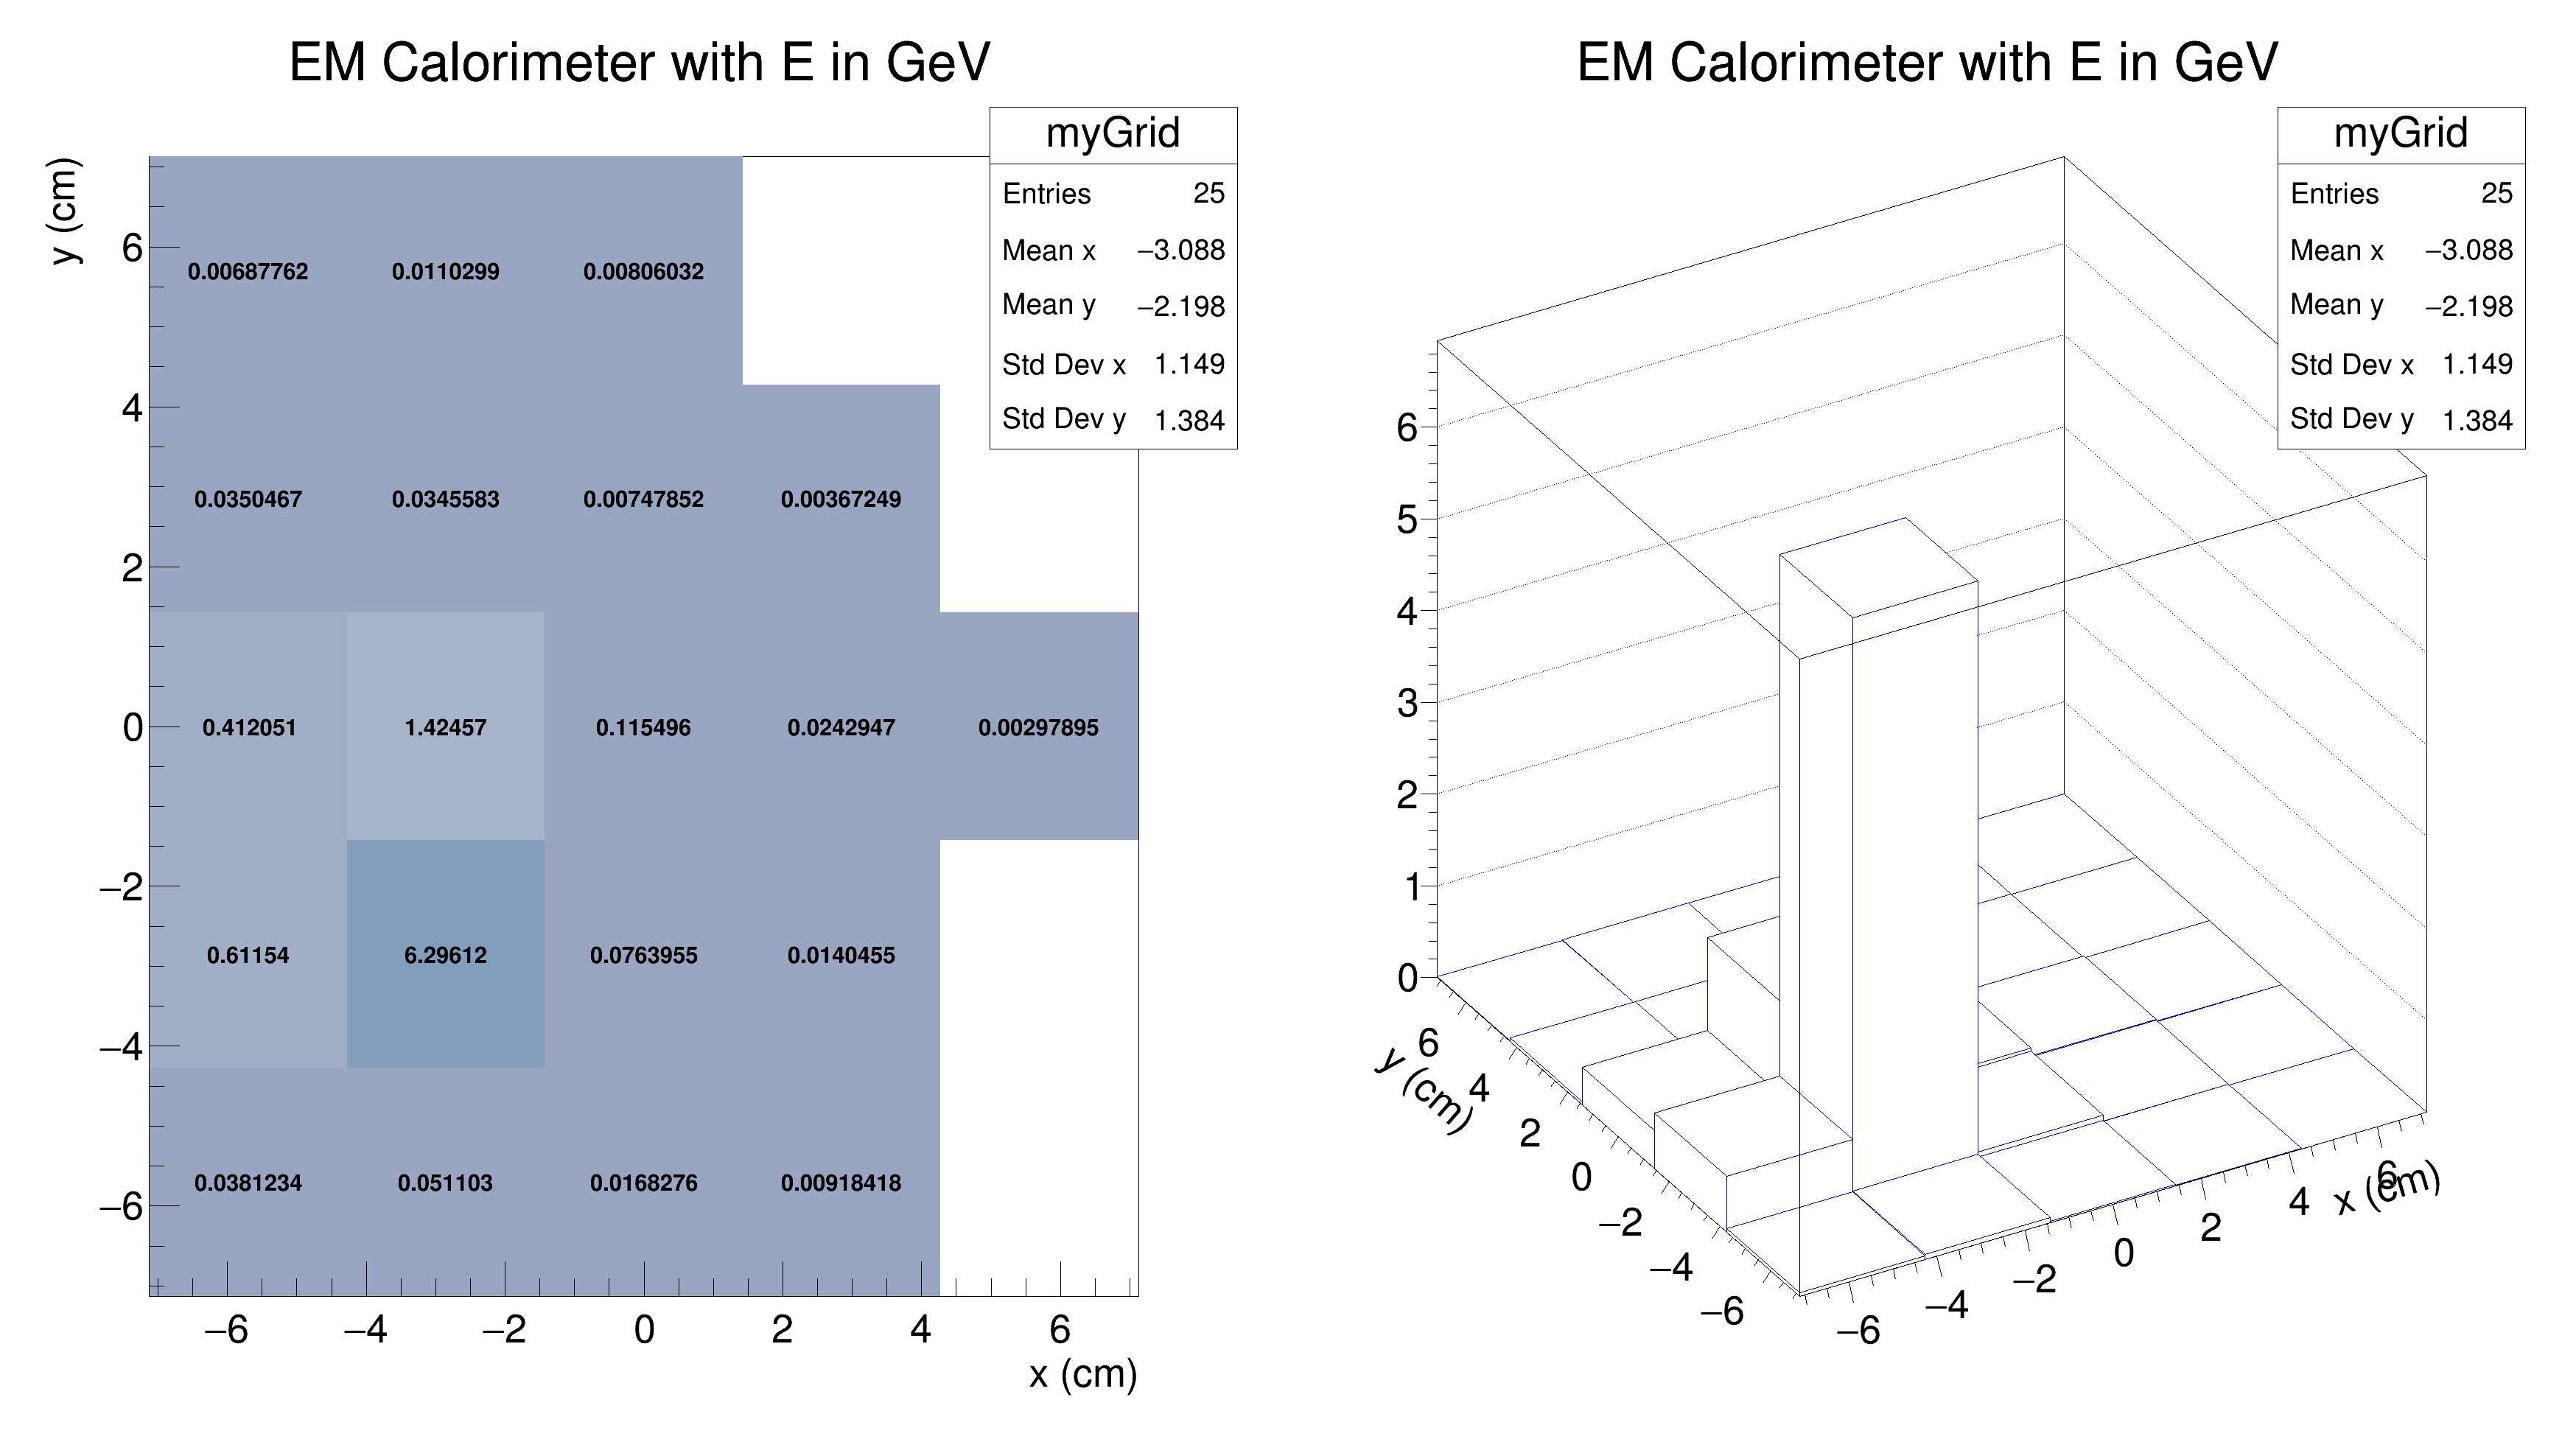 EM Calorimeter with E in GeV
y (cm)
myGrid
Entries 25
Mean x −3.088
Mean y −2.198
Std Dev x 1.149
Std Dev y 1.384
6
0.00687762 0.0110299 0.00806032
4
0.0350467 0.0345583 0.00747852 0.00367249
2
0
0.412051 1.42457 0.115496 0.0242947 0.00297895
−2
0.61154 6.29612 0.0763955 0.0140455
−4
0.0381234 0.051103 0.0168276 0.00918418
−6
−6 −4 −2 0 2 4 6
x (cm)
EM Calorimeter with E in GeV
myGrid
Entries 25
Mean x −3.088
Mean y −2.198
Std Dev x 1.149
Std Dev y 1.384
6
5
4
3
2
1
0
y (cm)
6
4
2
0
−2
−4
−6
−6 −4 −2 0 2 4 6
x (cm)